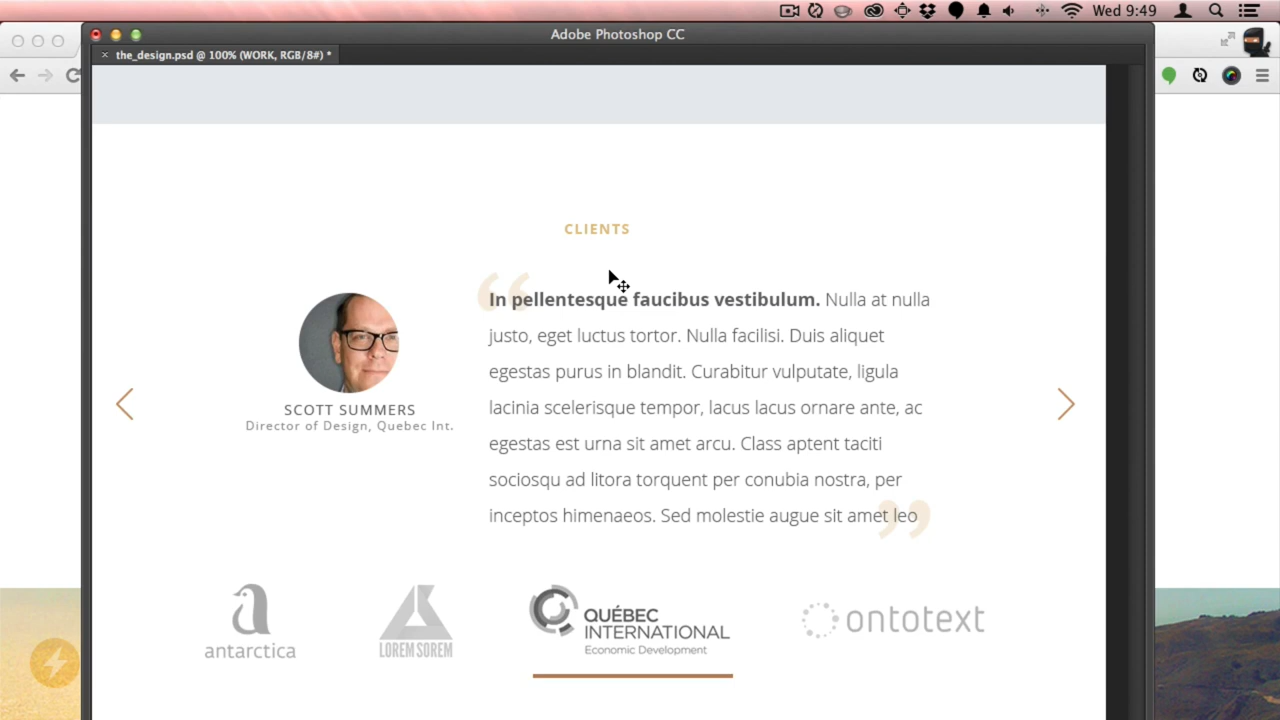 Wed 9:49
Adobe Photoshop CC
× the_design.psd @ 100% (WORK, RGB/8#) *
CLIENTS
“
In pellentesque faucibus vestibulum. Nulla at nulla
justo, eget luctus tortor. Nulla facilisi. Duis aliquet
egestas purus in blandit. Curabitur vulputate, ligula
lacinia scelerisque tempor, lacus lacus ornare ante, ac
egestas est urna sit amet arcu. Class aptent taciti
sociosqu ad litora torquent per conubia nostra, per
inceptos himenaeos. Sed molestie augue sit amet leo
”
SCOTT SUMMERS
Director of Design, Quebec Int.
antarctica
LOREM SOREM
QUÉBEC
INTERNATIONAL
Economic Development
ontotext